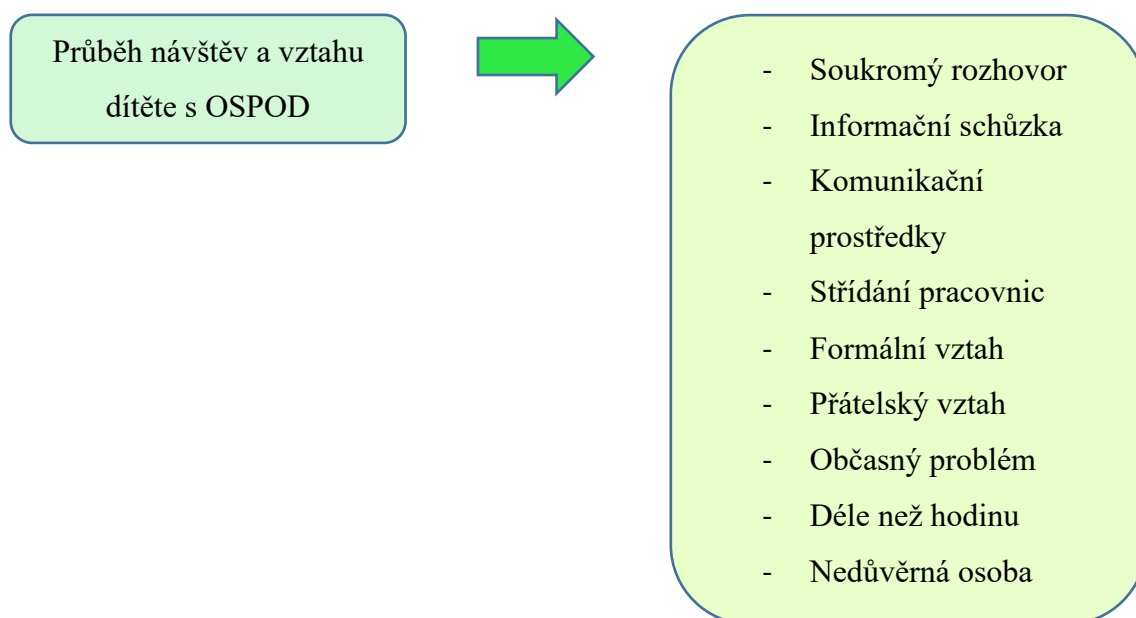 Průběh návštěv a vztahu
dítěte s OSPOD
- Soukromý rozhovor
- Informační schůzka
- Komunikační
prostředky
- Střídání pracovnic
- Formální vztah
- Přátelský vztah
- Občasný problém
- Déle než hodinu
- Nedůvěrná osoba